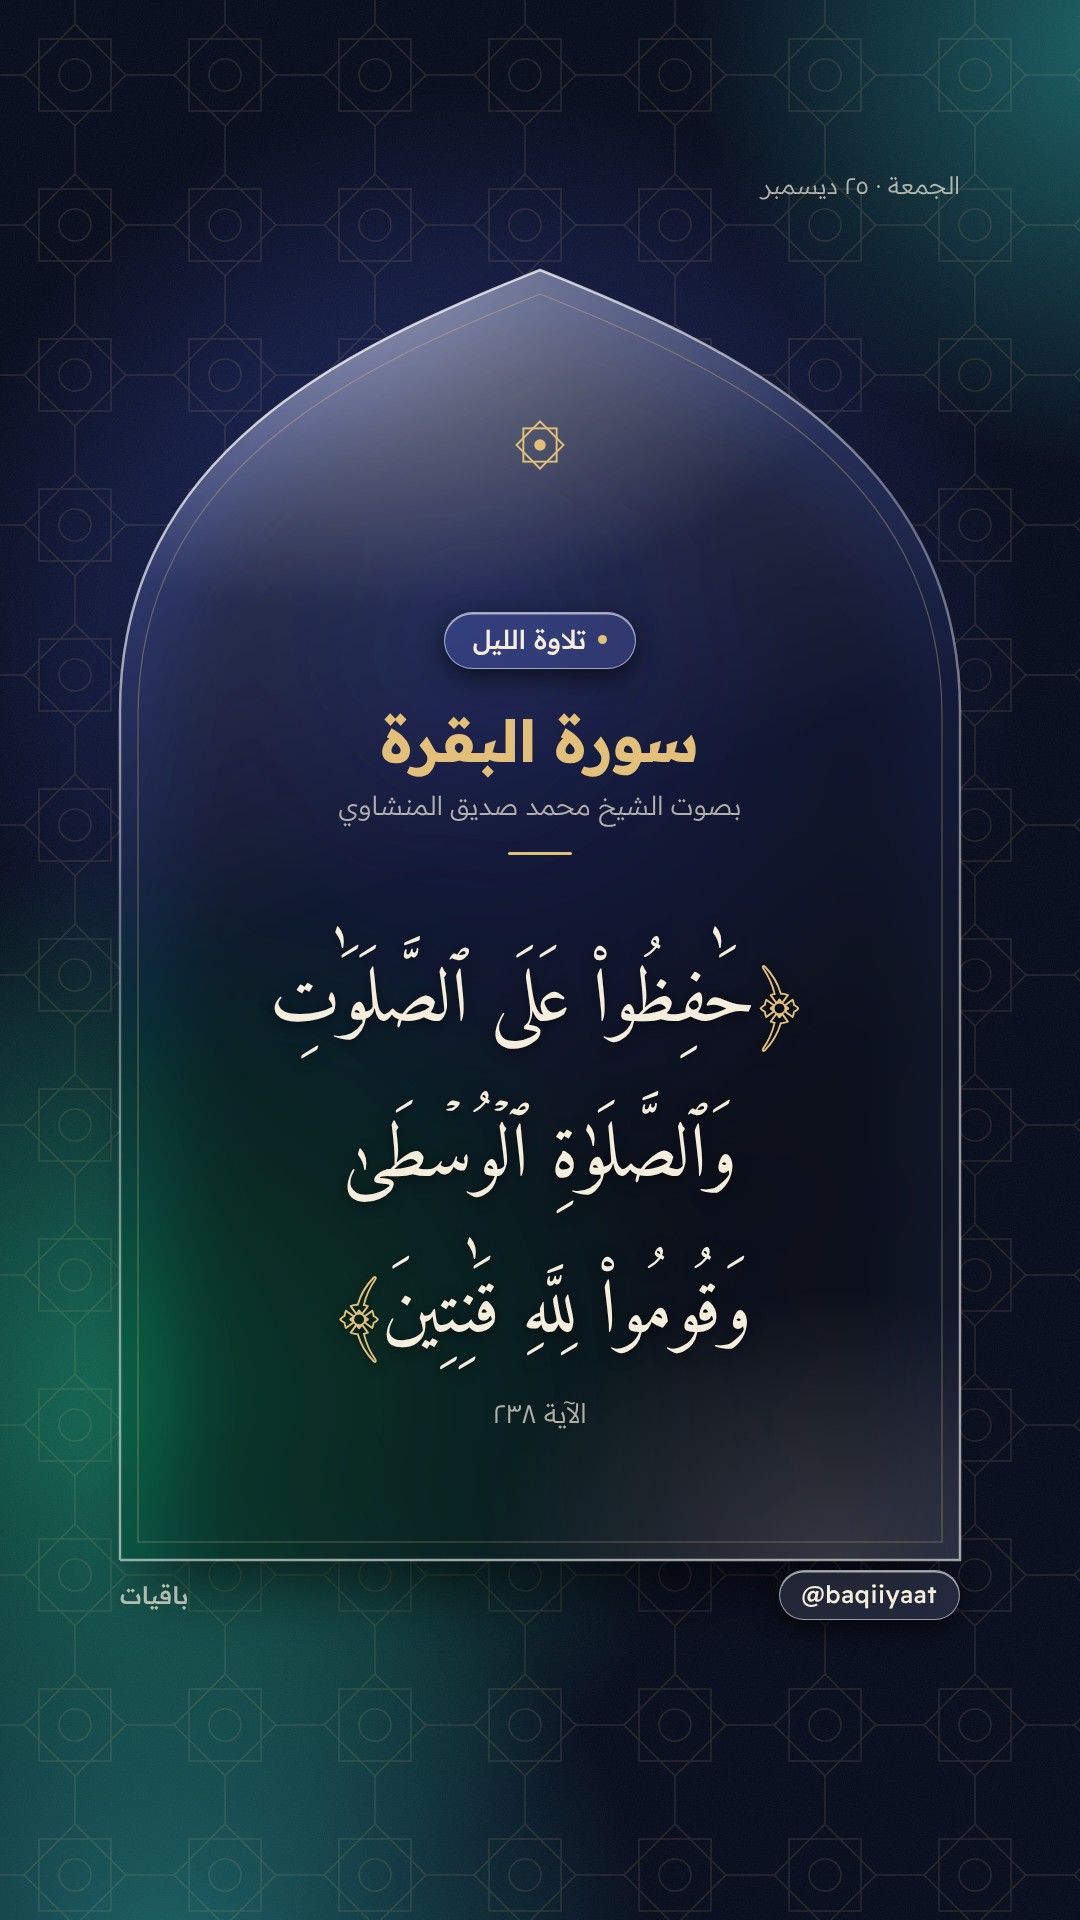 الجمعة · ٢٥ ديسمبر
تلاوة الليل
سورة البقرة
بصوت الشيخ محمد صديق المنشاوي
﴿حَٰفِظُوا۟ عَلَى ٱلصَّلَوَٰتِ
وَٱلصَّلَوٰةِ ٱلْوُسْطَىٰ
وَقُومُوا۟ لِلَّهِ قَٰنِتِينَ﴾
الآية ٢٣٨
@baqiiyaat
باقيات